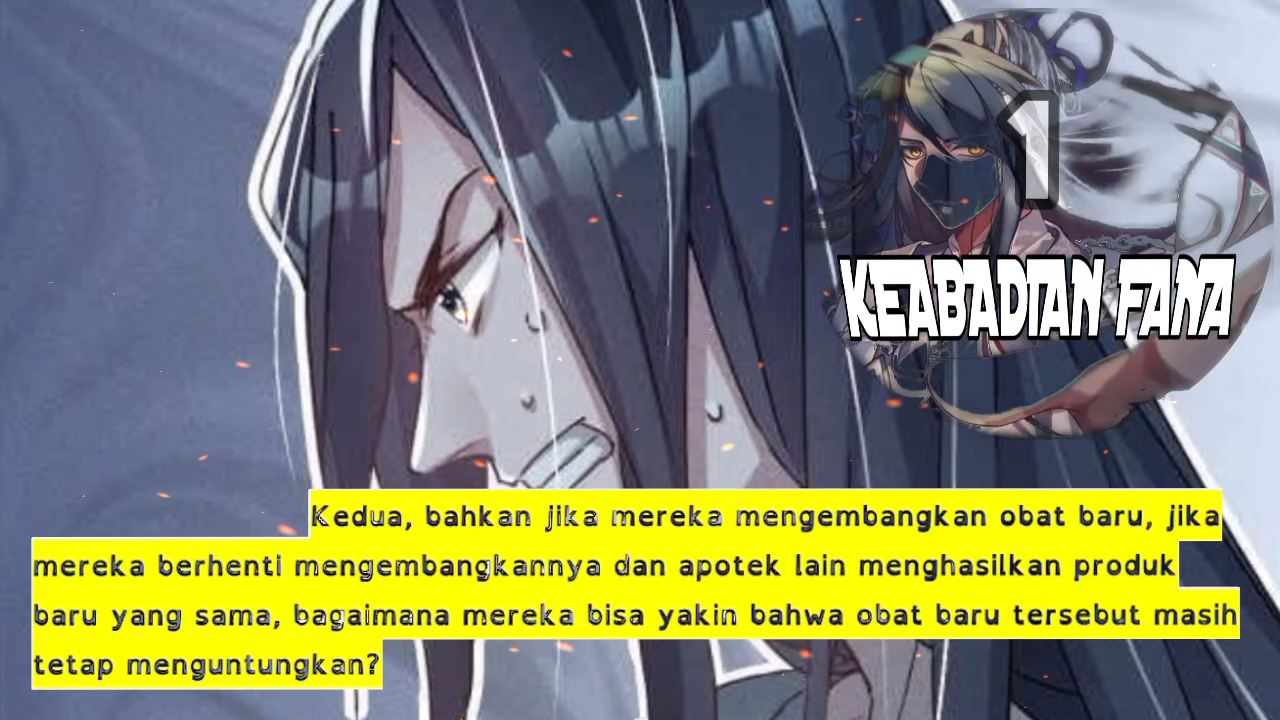 1
KEABADIAN FANA
Kedua, bahkan jika mereka mengembangkan obat baru, jika
mereka berhenti mengembangkannya dan apotek lain menghasilkan produk
baru yang sama, bagaimana mereka bisa yakin bahwa obat baru tersebut masih
tetap menguntungkan?